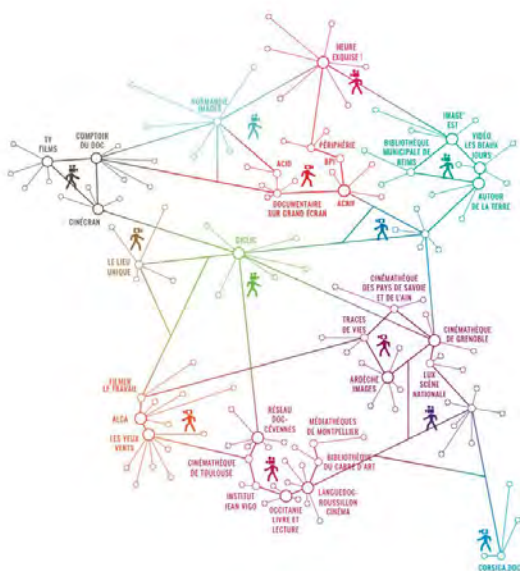 HEURE
EXQUISE !
NORMANDIE
IMAGES
TY
FILMS
COMPTOIR
DU DOC
CINÉCRAN
IMAGE'
EST
BIBLIOTHÈQUE
MUNICIPALE DE
REIMS
VIDÉO
LES BEAUX
JOURS
AUTOUR
DE LA TERRE
PÉRIPHÉRIE
BPI
ACID
DOCUMENTAIRE
SUR GRAND ÉCRAN
ACRIF
LE LIEU
UNIQUE
CICLIC
CINÉMATHÈQUE
DES PAYS DE SAVOIE
ET DE L'AIN
TRACES
DE VIES
CINÉMATHÈQUE
DE GRENOBLE
ARDÈCHE
IMAGES
LUX
SCÈNE
NATIONALE
FILMER
LE TRAVAIL
ALCA
LES YEUX
VERTS
RÉSEAU
DOC-
CÉVENNES
MÉDIATHÈQUES
DE MONTPELLIER
CINÉMATHÈQUE
DE TOULOUSE
BIBLIOTHÈQUE
DU CARRÉ D'ART
INSTITUT
JEAN VIGO
OCCITANIE
LIVRE ET
LECTURE
LANGUEDOC-
ROUSSILLON
CINÉMA
CORSICA.DOC